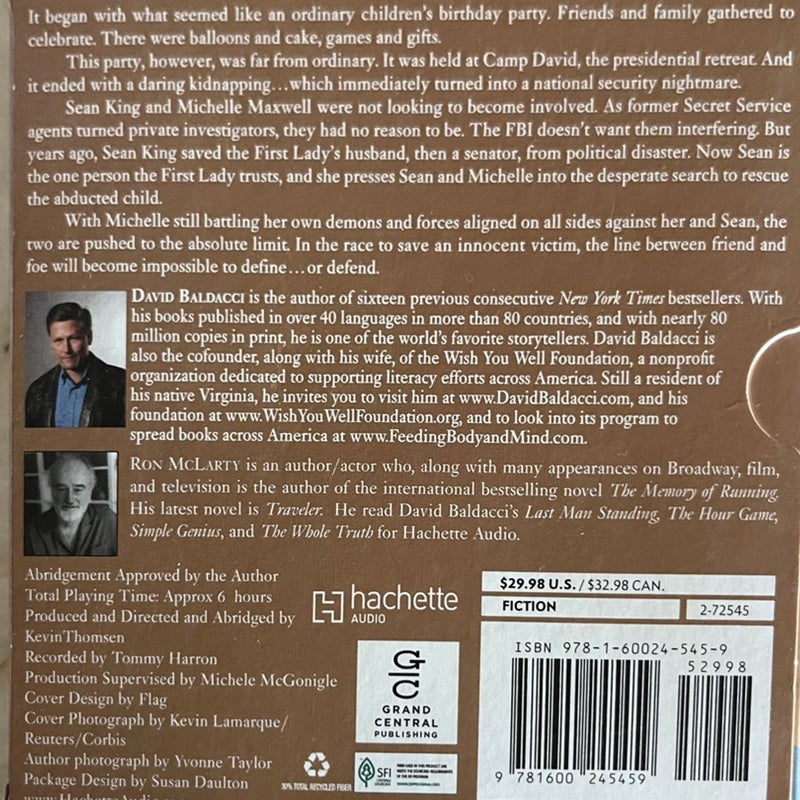 It began with what seemed like an ordinary children's birthday party. Friends and family gathered to
celebrate. There were balloons and cake, games and gifts.
This party, however, was far from ordinary. It was held at Camp David, the presidential retreat. And
it ended with a daring kidnapping...which immediately turned into a national security nightmare.
Sean King and Michelle Maxwell were not looking to become involved. As former Secret Service
agents turned private investigators, they had no reason to be. The FBI doesn't want them interfering. But
years ago, Sean King saved the First Lady's husband, then a senator, from political disaster. Now Sean is
the one person the First Lady trusts, and she presses Sean and Michelle into the desperate search to rescue
the abducted child.
With Michelle still battling her own demons and forces aligned on all sides against her and Sean, the
two are pushed to the absolute limit. In the race to save an innocent victim, the line between friend and
foe will become impossible to define...or defend.
DAVID BALDACCI is the author of sixteen previous consecutive New York Times bestsellers. With
his books published in over 40 languages in more than 80 countries, and with nearly 80
million copies in print, he is one of the world's favorite storytellers. David Baldacci is
also the cofounder, along with his wife, of the Wish You Well Foundation, a nonprofit
organization dedicated to supporting literacy efforts across America. Still a resident of
his native Virginia, he invites you to visit him at www.DavidBaldacci.com, and his
foundation at www.WishYouWellFoundation.org, and to look into its program to
spread books across America at www.FeedingBodyandMind.com.
RON MCLARTY is an author/actor who, along with many appearances on Broadway, film,
and television is the author of the international bestselling novel The Memory of Running.
His latest novel is Traveler. He read David Baldacci's Last Man Standing, The Hour Game,
Simple Genius, and The Whole Truth for Hachette Audio.
Abridgement Approved by the Author
Total Playing Time: Approx 6 hours
Produced and Directed and Abridged by
KevinThomsen
Recorded by Tommy Harron
Production Supervised by Michele McGonigle
Cover Design by Flag
Cover Photograph by Kevin Lamarque/
Reuters/Corbis
Author photograph by Yvonne Taylor
Package Design by Susan Daulton
hachette
AUDIO
GRAND
CENTRAL
PUBLISHING
30% TOTAL RECYCLED FIBER
SFI
$29.98 U.S. / $32.98 CAN.
FICTION
2-72545
ISBN 978-1-60024-545-9
52998
9 781600 245459